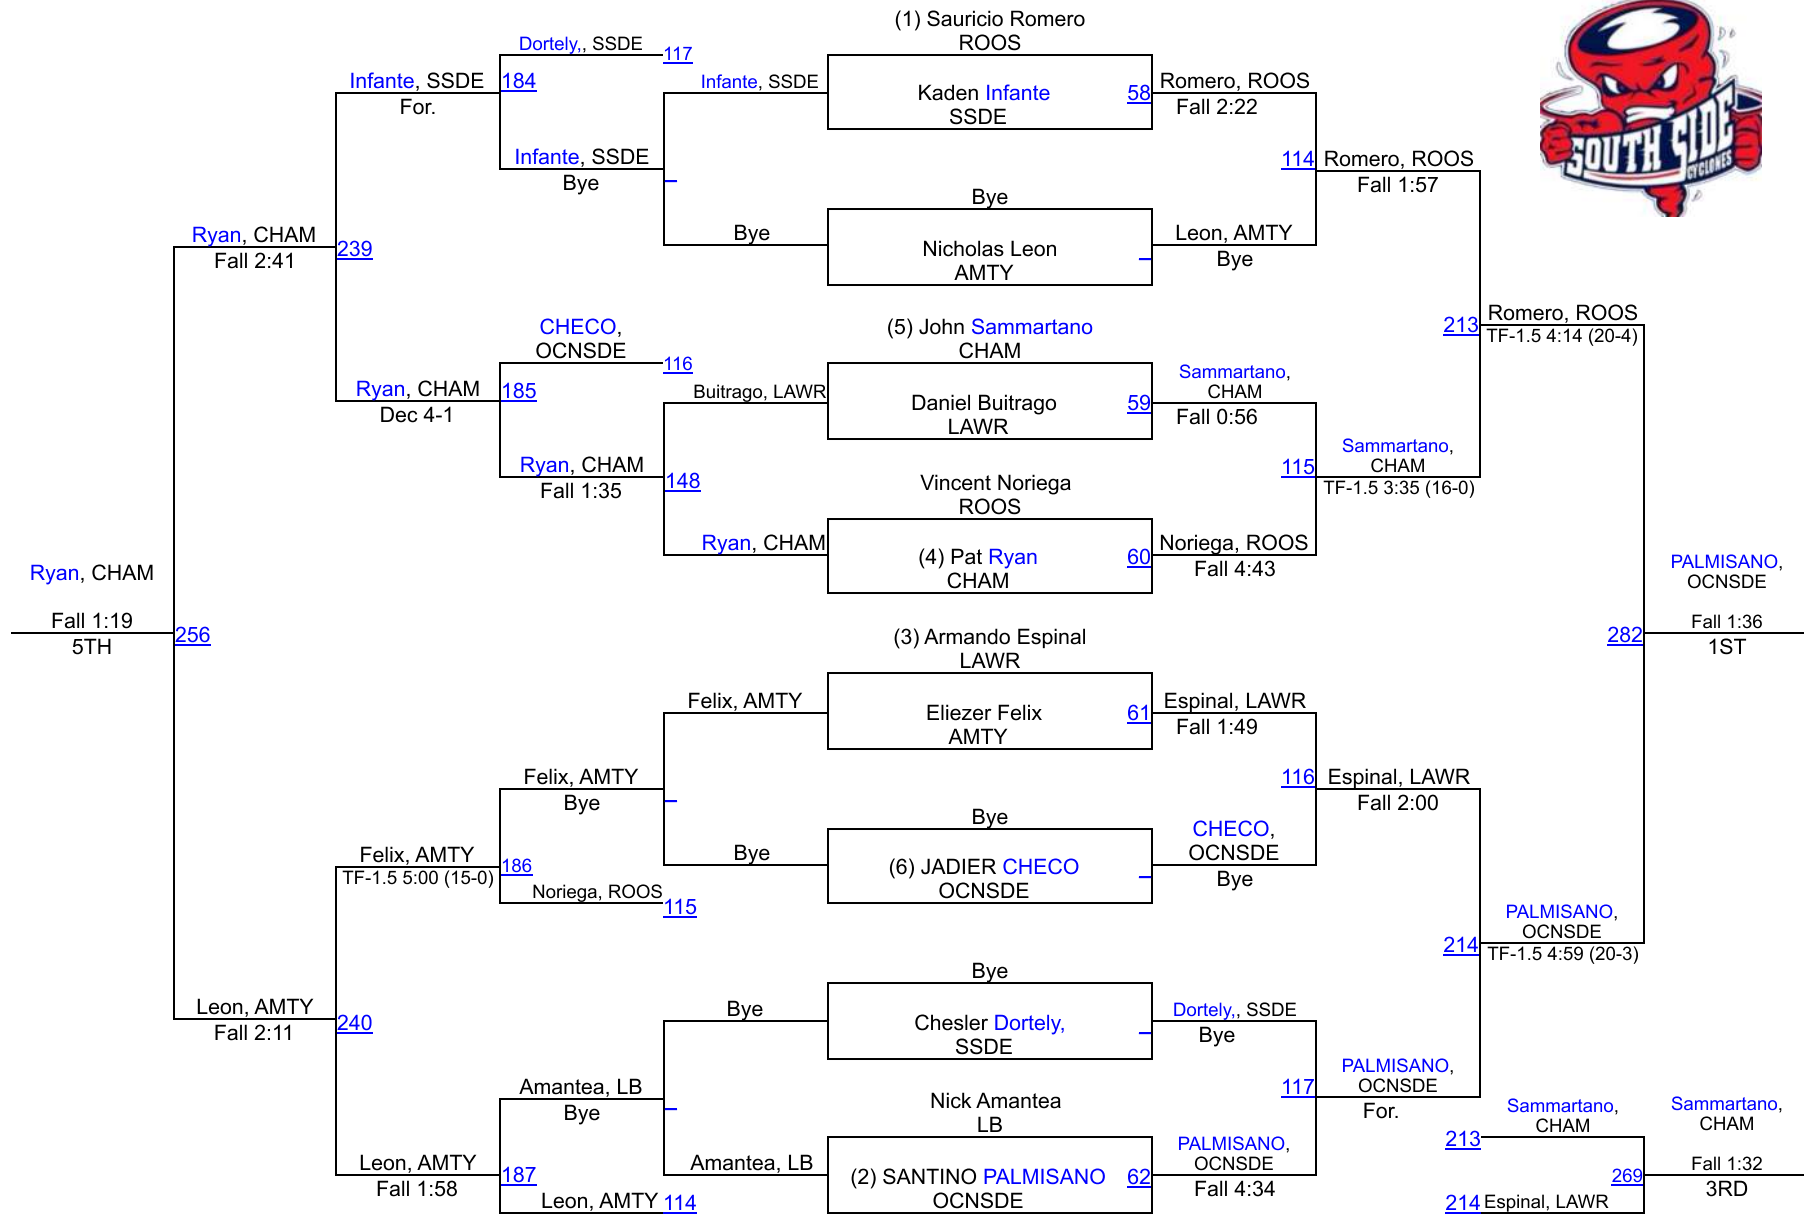 (1) Sauricio Romero
ROOS
Dortely,, SSDE
117
Infante, SSDE
184
For.
Infante, SSDE
Kaden Infante
SSDE
58
Romero, ROOS
Fall 2:22
SOUTH SIDE
CYCLONES
Infante, SSDE
Bye
114
Romero, ROOS
Fall 1:57
Bye
Bye
Nicholas Leon
AMTY
Leon, AMTY
Bye
Ryan, CHAM
Fall 2:41
239
CHECO,
OCNSDE
116
(5) John Sammartano
CHAM
213
Romero, ROOS
TF-1.5 4:14 (20-4)
Ryan, CHAM
Dec 4-1
185
Buitrago, LAWR
Daniel Buitrago
LAWR
59
Sammartano,
CHAM
Fall 0:56
Ryan, CHAM
Fall 1:35
148
Vincent Noriega
ROOS
115
Sammartano,
CHAM
TF-1.5 3:35 (16-0)
Ryan, CHAM
(4) Pat Ryan
CHAM
60
Noriega, ROOS
Fall 4:43
Ryan, CHAM
Fall 1:19
5TH
256
PALMISANO,
OCNSDE
282
Fall 1:36
1ST
(3) Armando Espinal
LAWR
Felix, AMTY
Eliezer Felix
AMTY
61
Espinal, LAWR
Fall 1:49
Felix, AMTY
Bye
116
Espinal, LAWR
Fall 2:00
Bye
Bye
(6) JADIER CHECO
OCNSDE
CHECO,
OCNSDE
Bye
Felix, AMTY
TF-1.5 5:00 (15-0)
186
Noriega, ROOS
115
214
PALMISANO,
OCNSDE
TF-1.5 4:59 (20-3)
Leon, AMTY
Fall 2:11
240
Bye
Bye
Chesler Dortely,
SSDE
Dortely,, SSDE
Bye
Amantea, LB
Bye
Nick Amantea
LB
117
PALMISANO,
OCNSDE
For.
Leon, AMTY
Fall 1:58
187
Leon, AMTY
114
Amantea, LB
(2) SANTINO PALMISANO
OCNSDE
62
PALMISANO,
OCNSDE
Fall 4:34
Sammartano,
CHAM
213
214
Espinal, LAWR
269
Sammartano,
CHAM
Fall 1:32
3RD